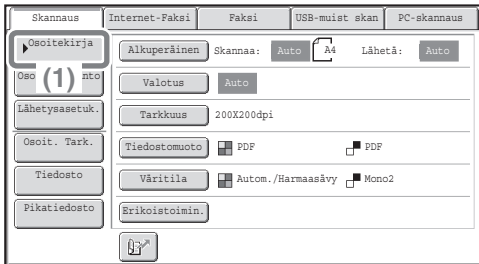 Skannaus Internet-Faksi Faksi USB-muist skan PC-skannaus
Osoitekirja Alkuperäinen Skannaa: Auto A4 Lähetä: Auto
(1) Valotus Auto
Lähetysasetuk. Tarkkuus 200X200dpi
Osoit. Tark. Tiedostomuoto PDF PDF
Tiedosto Väritila Autom./Harmaasävy Mono2
Pikatiedosto Erikoistoimin.